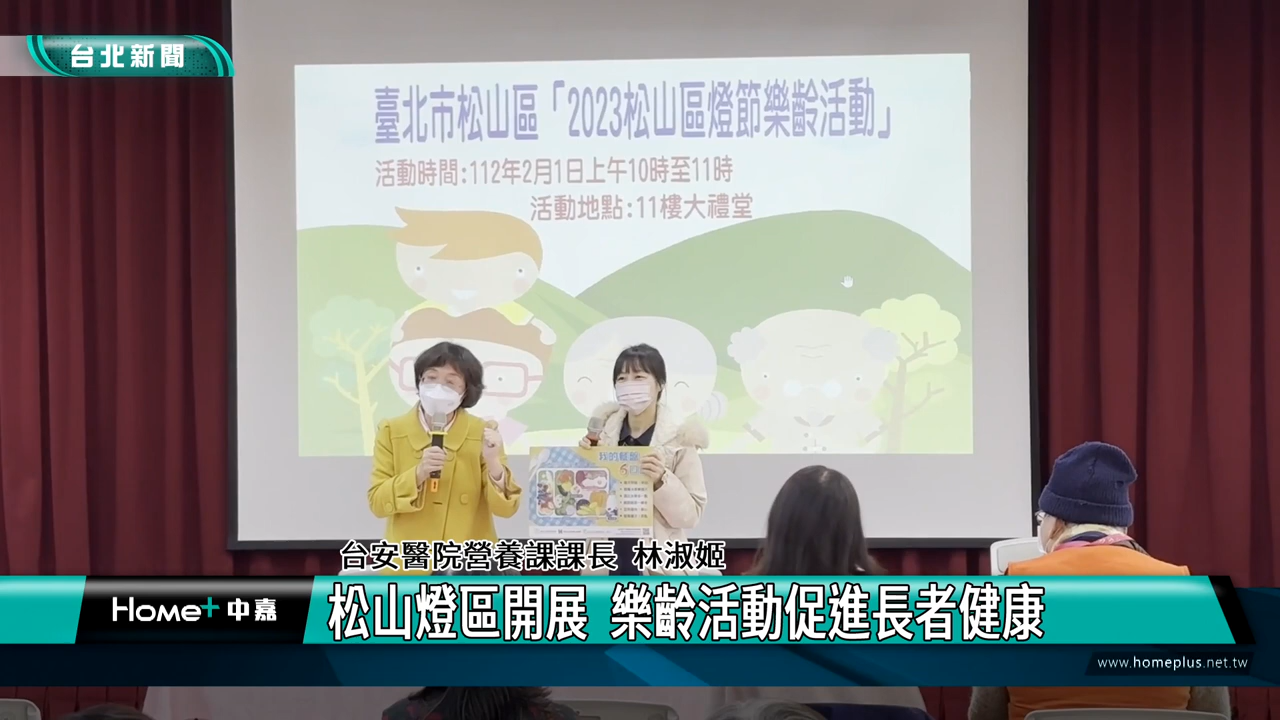 台北新聞
臺北市松山區「2023松山區燈節樂齡活動」
活動時間:112年2月1日上午10時至11時
活動地點:11樓大禮堂
我的餐盤
台安醫院營養課課長 林淑姬
Home+ 中嘉
松山燈區開展 樂齡活動促進長者健康
www.homeplus.net.tw